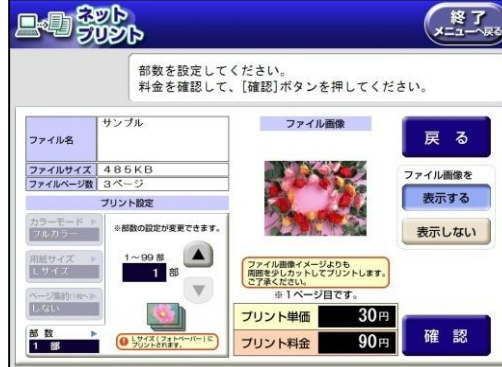 ネット
プリント
終了
メニューへ戻る
部数を設定してください。
料金を確認して、[確認]ボタンを押してください。
ファイル名
サンプル
ファイルサイズ
485KB
ファイルページ数
3ページ
プリント設定
カラーモード
フルカラー
用紙サイズ
Lサイズ
ページ集約(1枚へ)
しない
部 数
1 部
※部数の設定が変更できます。
1～99部
1 部
Lサイズ(フォトペーパー)に
プリントされます。
ファイル画像
ファイル画像イメージよりも
周囲を少しカットしてプリントします。
ご了承ください。
※1ページ目です。
プリント単価
30円
プリント料金
90円
戻 る
ファイル画像を
表示する
表示しない
確 認